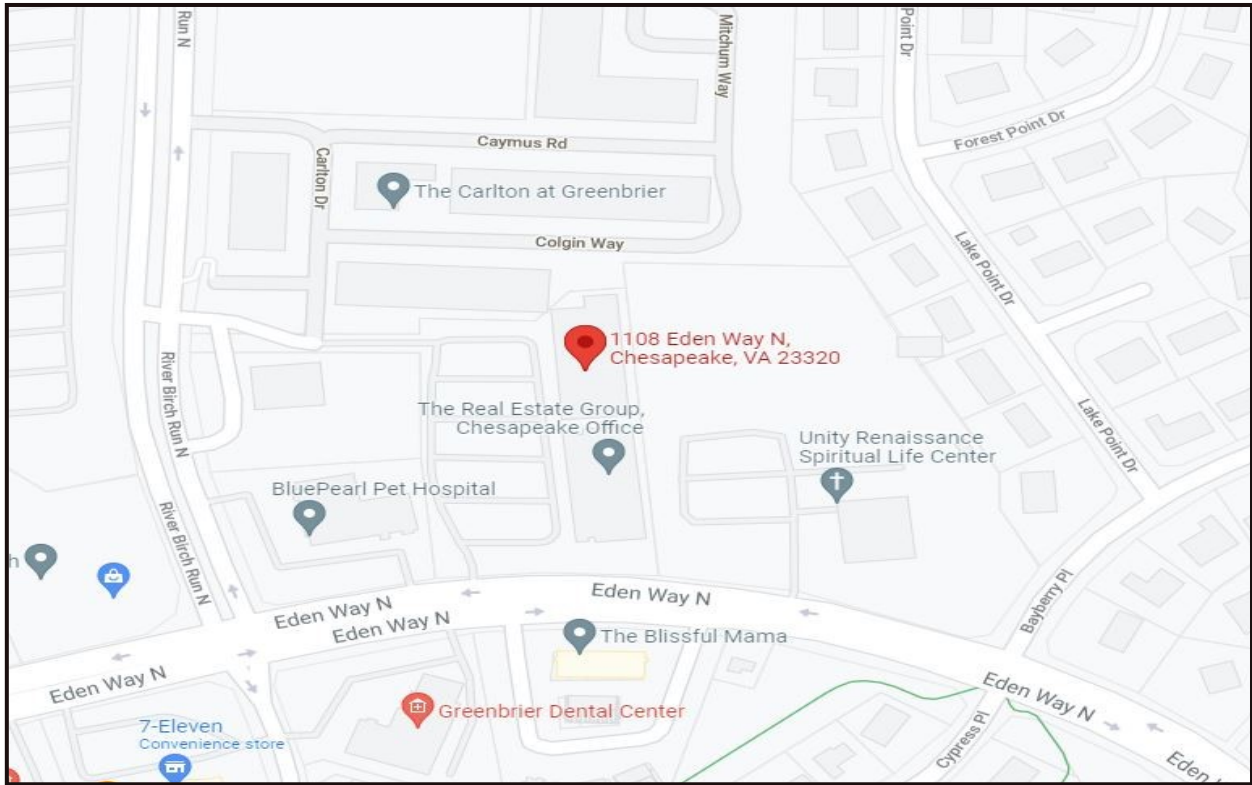 Run N
Mitchum Way
Point Dr
Forest Point Dr
Caymus Rd
Carlton Dr
The Carlton at Greenbrier
Colgin Way
Lake Point Dr
1108 Eden Way N,
Chesapeake, VA 23320
River Birch Run N
The Real Estate Group,
Chesapeake Office
Lake Point Dr
Unity Renaissance
Spiritual Life Center
BluePearl Pet Hospital
River Birch Run N
h
Bayberry Pl
Eden Way N
Eden Way N
Eden Way N
The Blissful Mama
Eden Way N
Eden Way N
Greenbrier Dental Center
7-Eleven
Convenience store
Cypress Pl
Eden